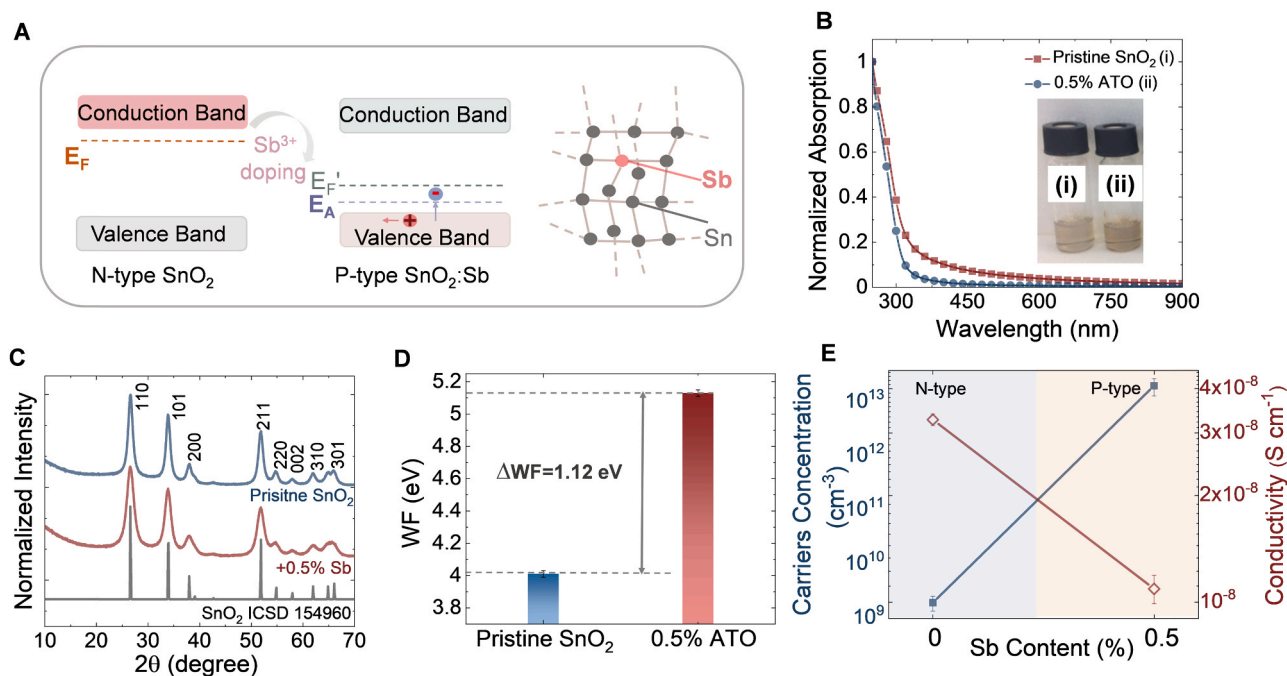 A
Conduction Band
E_F
Sb³⁺
doping
Valence Band
N-type SnO₂
Conduction Band
E_F'
E_A
-
+
Valence Band
P-type SnO₂:Sb
Sb
Sn
B
Normalized Absorption
1
0.8
0.6
0.4
0.2
0
Pristine SnO₂ (i)
0.5% ATO (ii)
(i)
(ii)
300
450
600
750
900
Wavelength (nm)
C
Normalized Intensity
110
101
200
211
220
002
310
301
Prisitne SnO₂
+0.5% Sb
SnO₂ ICSD 154960
10
20
30
40
50
60
70
2θ (degree)
D
WF (eV)
5.2
5
4.8
4.6
4.4
4.2
4
3.8
ΔWF=1.12 eV
Pristine SnO₂
0.5% ATO
E
Carriers Concentration
(cm⁻³)
10¹³
10¹²
10¹¹
10¹⁰
10⁹
N-type
P-type
4x10⁻⁸
3x10⁻⁸
2x10⁻⁸
10⁻⁸
Conductivity (S cm⁻¹)
0
0.5
Sb Content (%)